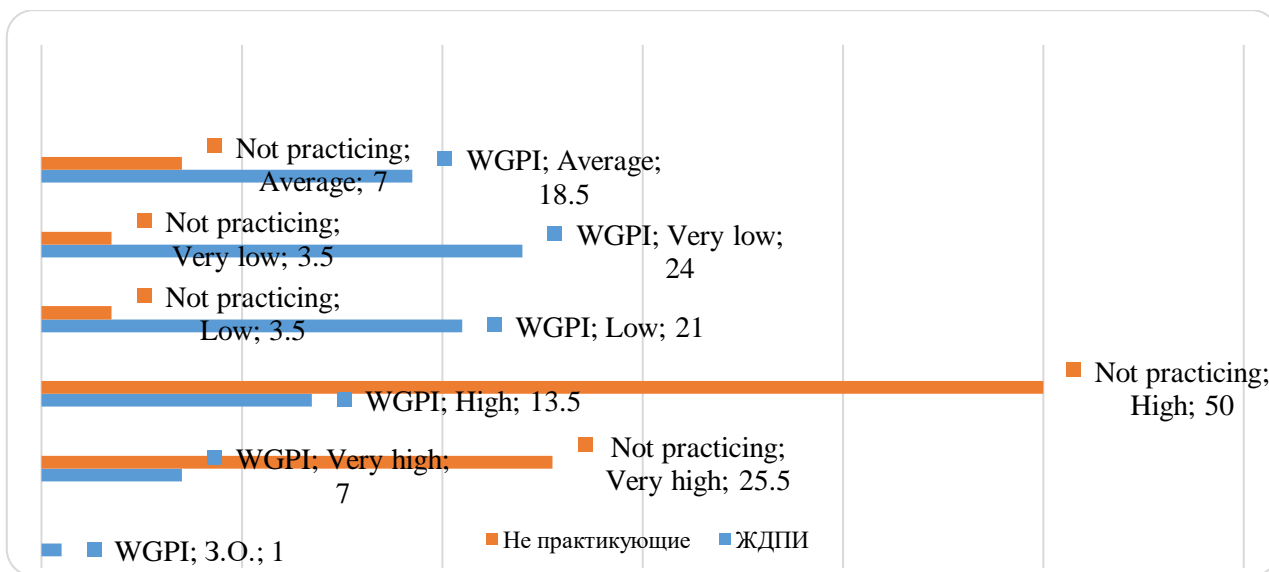 Not practicing;
Average; 7
WGPI; Average;
18.5
Not practicing;
Very low; 3.5
WGPI; Very low;
24
Not practicing;
Low; 3.5
WGPI; Low; 21
Not practicing;
High; 50
WGPI; High; 13.5
WGPI; Very high;
7
Not practicing;
Very high; 25.5
WGPI; З.О.; 1
Не практикующие
ЖДПИ